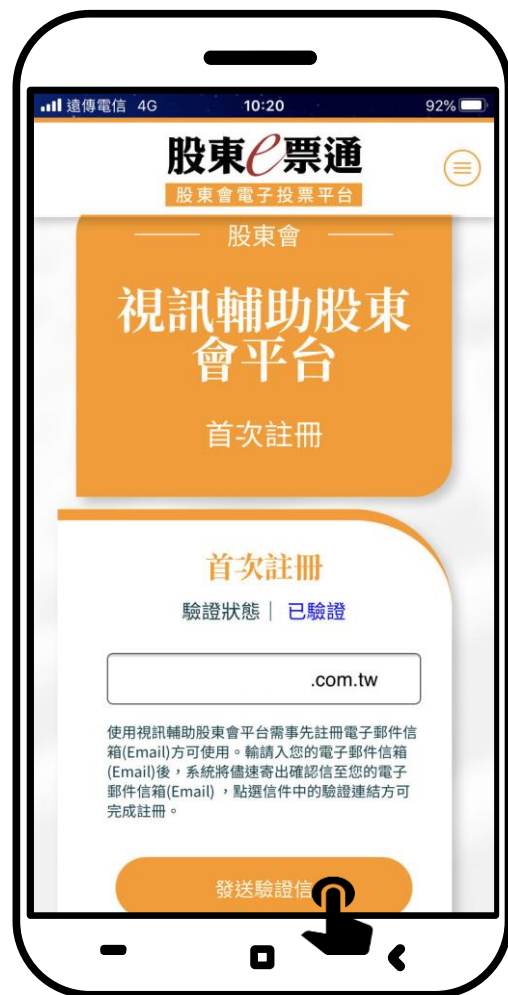 遠傳電信 4G 10:20 92%
股東e票通
股東會電子投票平台
股東會
視訊輔助股東
會平台
首次註冊
首次註冊
驗證狀態｜ 已驗證
.com.tw
使用視訊輔助股東會平台需事先註冊電子郵件信
箱(Email)方可使用。輸請入您的電子郵件信箱
(Email)後，系統將儘速寄出確認信至您的電子
郵件信箱(Email) ，點選信件中的驗證連結方可
完成註冊。
發送驗證信